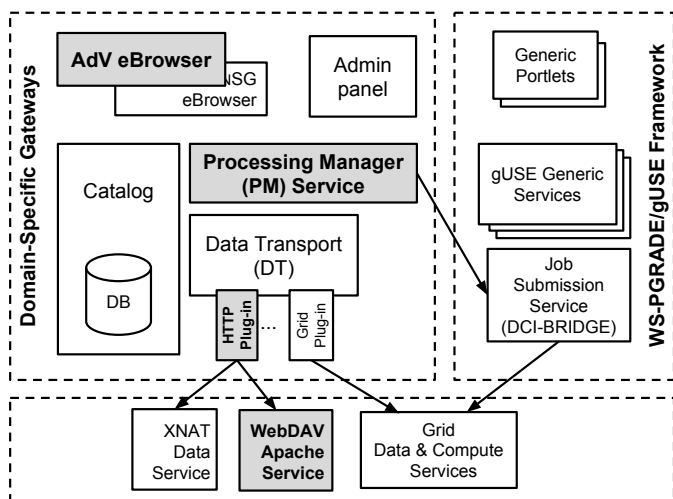 Domain-Specific Gateways
AdV eBrowser
NSG
eBrowser
Admin
panel
Catalog
DB
Processing Manager
(PM) Service
Data Transport
(DT)
HTTP
Plug-in
...
Grid
Plug-in
Generic
Portlets
gUSE Generic
Services
Job
Submission
Service
(DCI-BRIDGE)
WS-PGRADE/gUSE Framework
XNAT
Data
Service
WebDAV
Apache
Service
Grid
Data & Compute
Services